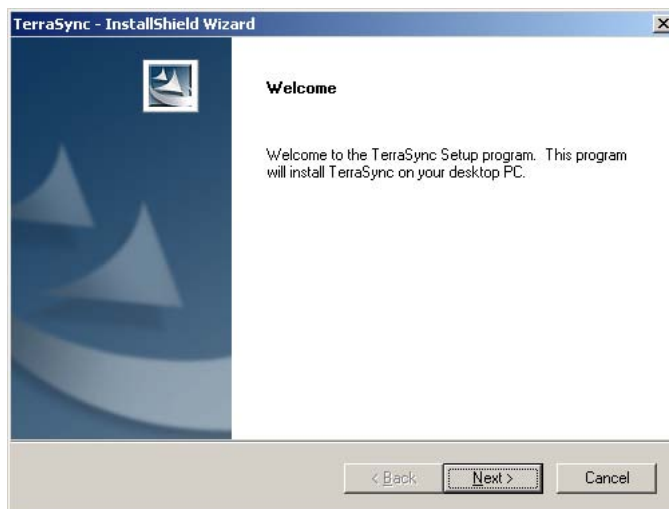 TerraSync - InstallShield Wizard
Welcome
Welcome to the TerraSync Setup program.  This program
will install TerraSync on your desktop PC.
< Back
Next >
Cancel